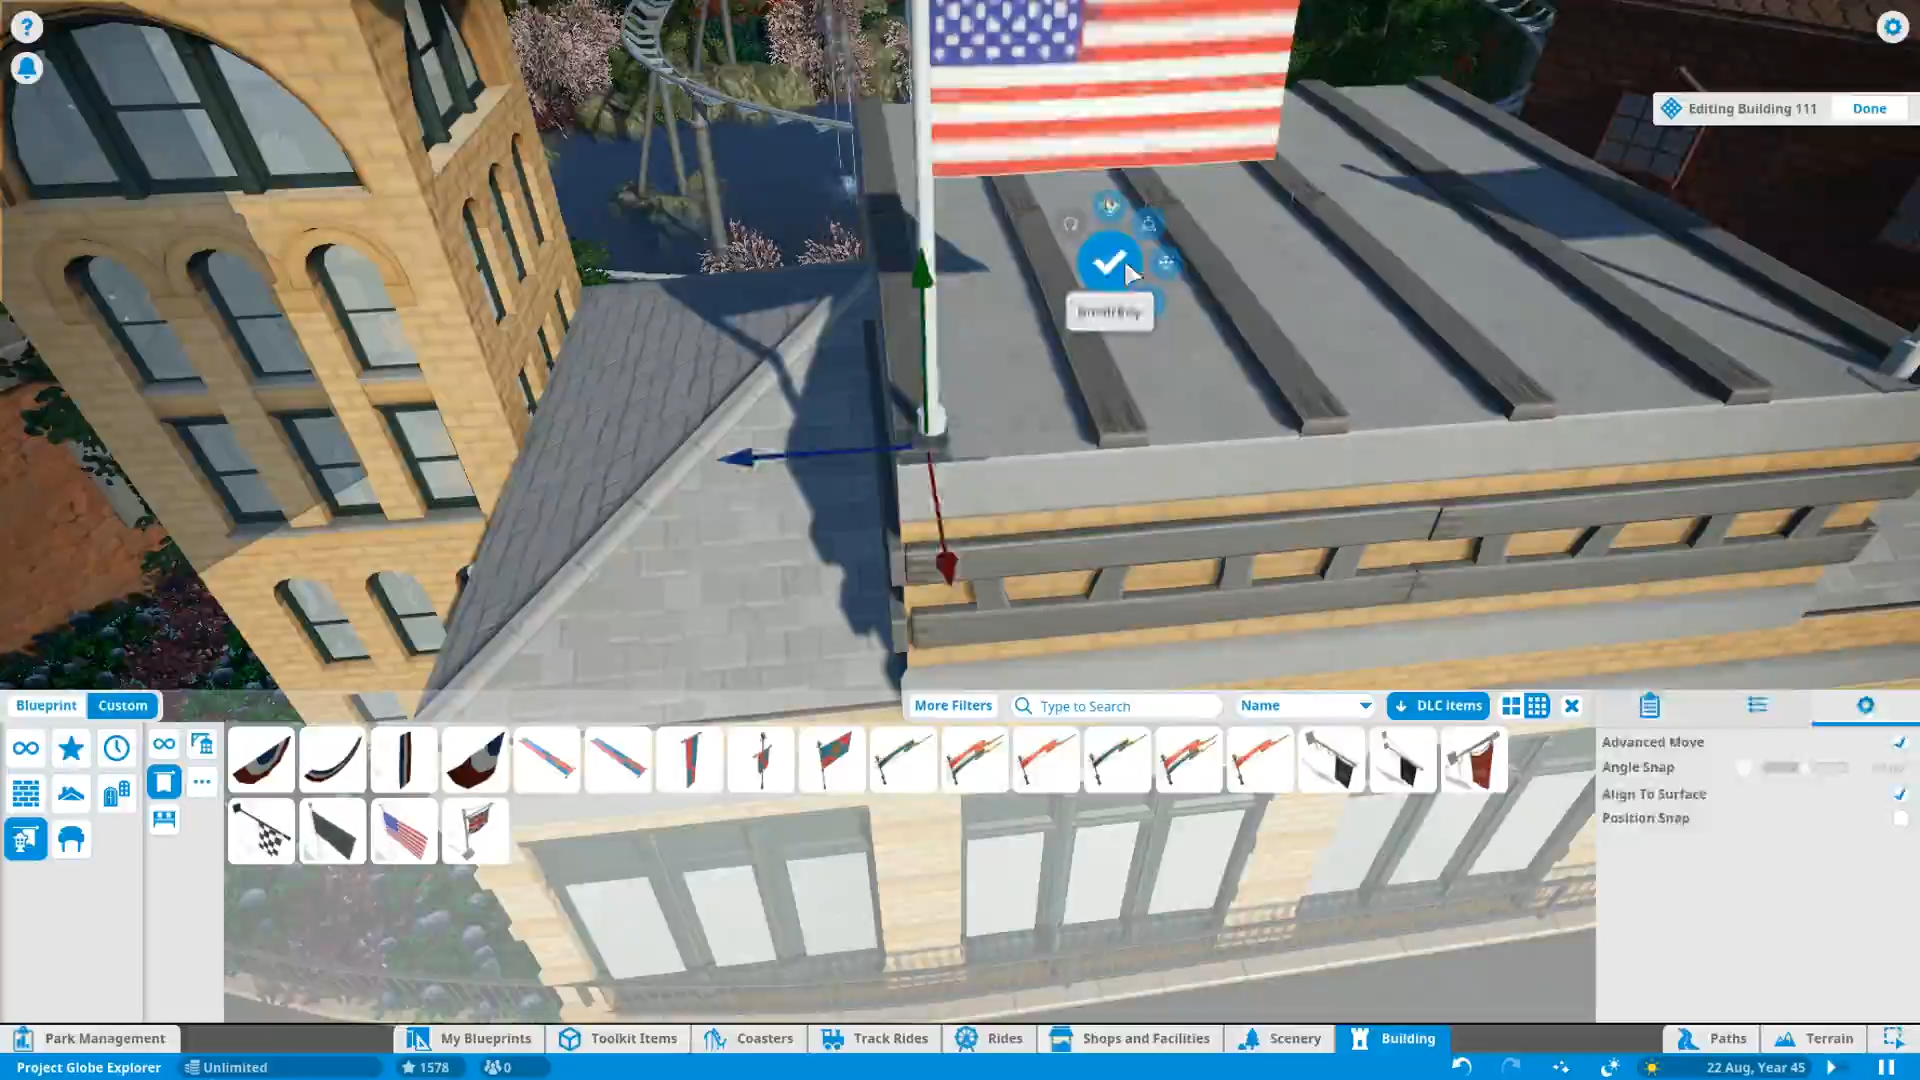 ?
Editing Building 111
Done
Blueprint
Custom
More Filters
Type to Search
Name
DLC Items
Advanced Move
Angle Snap
Align To Surface
Position Snap
Park Management
My Blueprints
Toolkit Items
Coasters
Track Rides
Rides
Shops and Facilities
Scenery
Building
Paths
Terrain
Project Globe Explorer
Unlimited
1578
0
22 Aug, Year 45